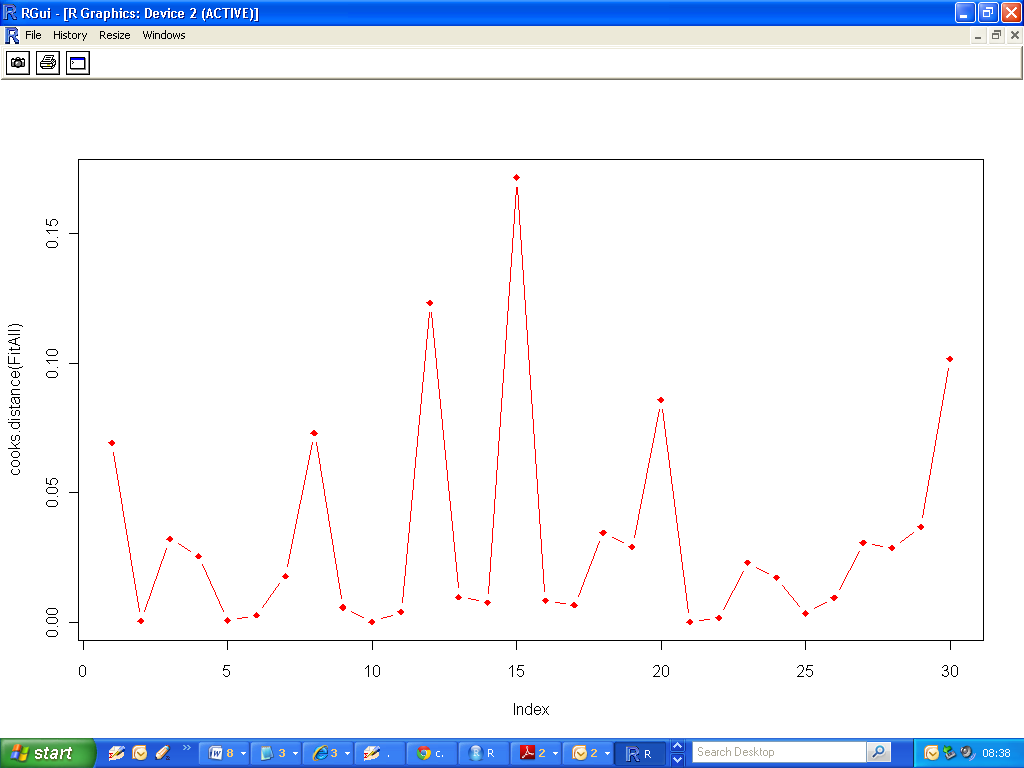 RGui - [R Graphics: Device 2 (ACTIVE)]
File History Resize Windows
cooks.distance(FitAll)
0.15
0.10
0.05
0.00
0 5 10 15 20 25 30
Index
start
8
3
3
.
c.
R
2
2
R
Search Desktop
08:38